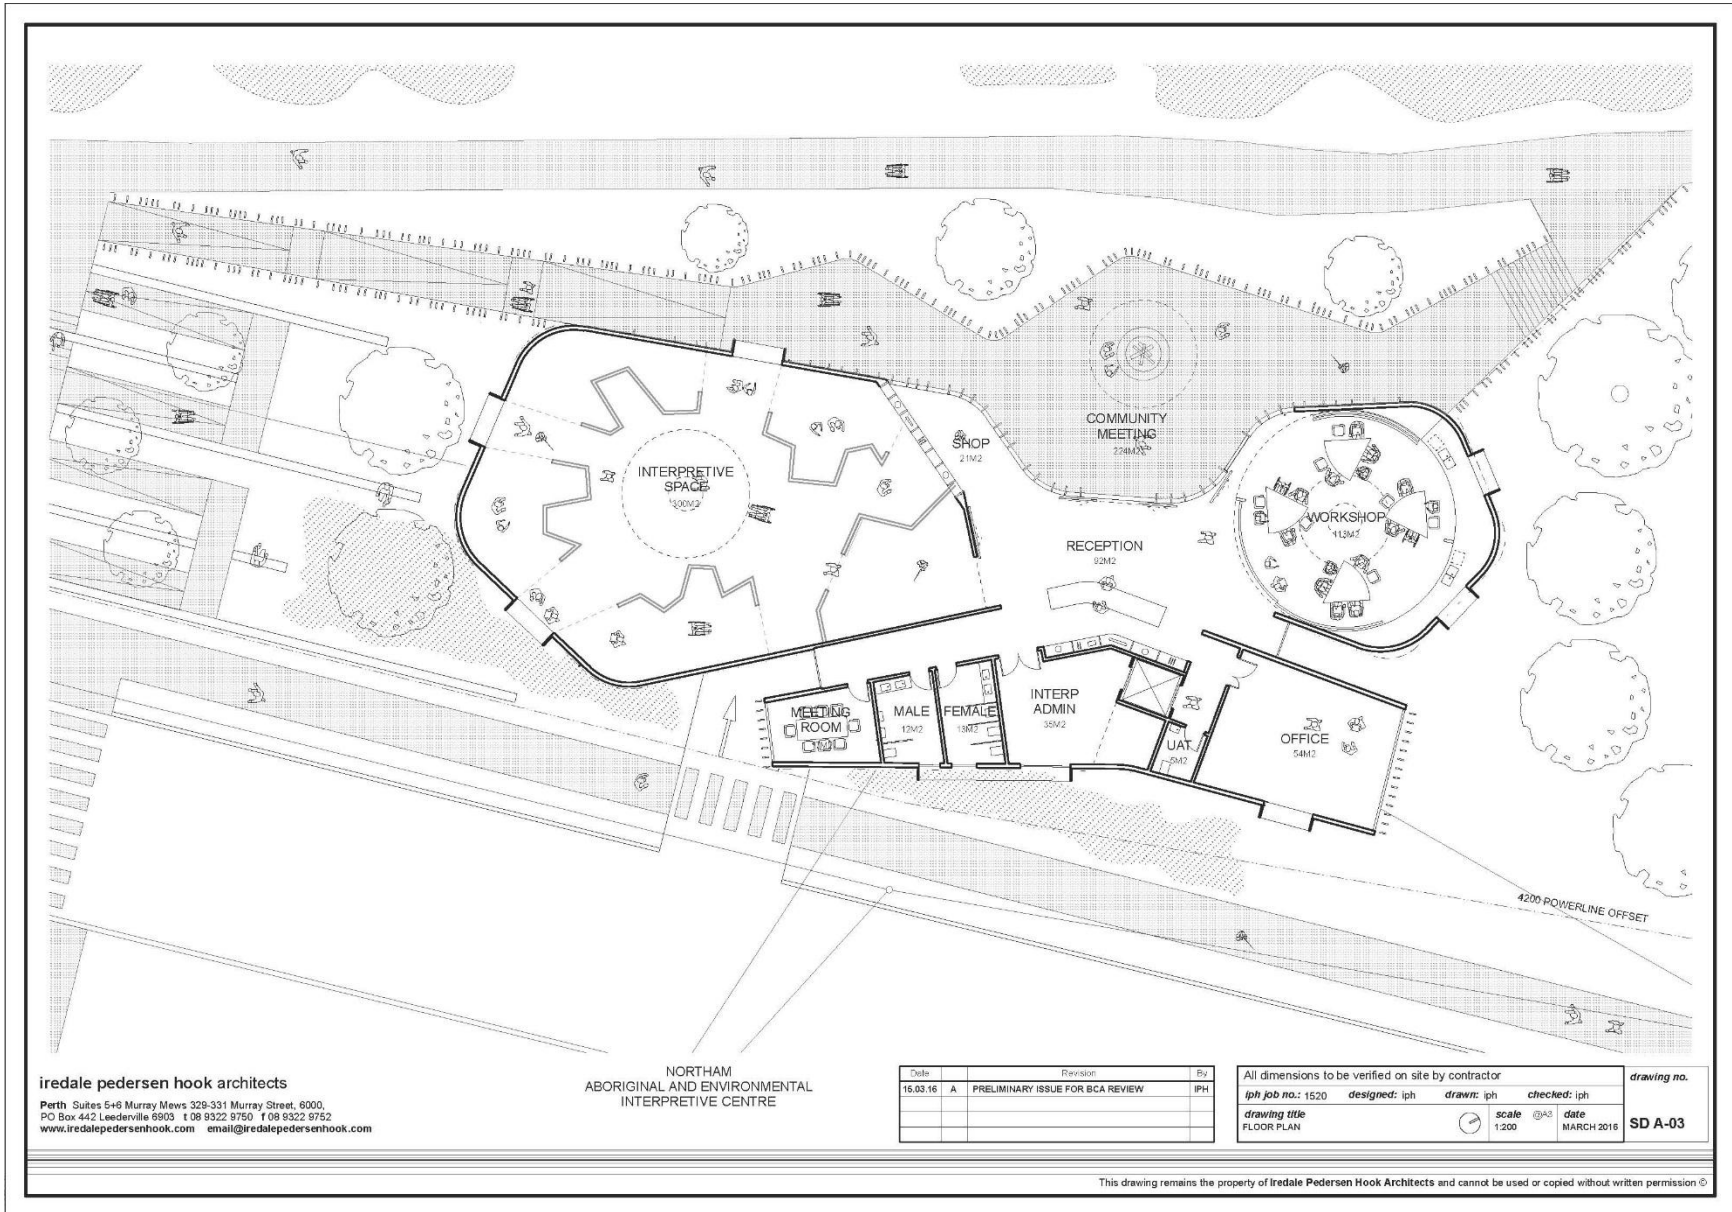 INTERPRETIVE
SPACE
300M2
SHOP
21M2
COMMUNITY
MEETING
224M2
RECEPTION
92M2
WORKSHOP
113M2
MEETING
ROOM
MALE
12M2
FEMALE
13M2
INTERP
ADMIN
35M2
UAT
5M2
OFFICE
54M2
4200 POWERLINE OFFSET
iredale pedersen hook architects
Perth Suites 5+6 Murray Mews 329-331 Murray Street, 6000,
PO Box 442 Leederville 6903 t 08 9322 9750 f 08 9322 9752
www.iredalepedersenhook.com email@iredalepedersenhook.com
NORTHAM
ABORIGINAL AND ENVIRONMENTAL
INTERPRETIVE CENTRE
Date Revision By
16.03.16 A PRELIMINARY ISSUE FOR BCA REVIEW IPH
All dimensions to be verified on site by contractor
iph job no.: 1520 designed: iph drawn: iph checked: iph
drawing title
FLOOR PLAN
scale @A3
1:200
date
MARCH 2016
drawing no.
SD A-03
This drawing remains the property of Iredale Pedersen Hook Architects and cannot be used or copied without written permission ©